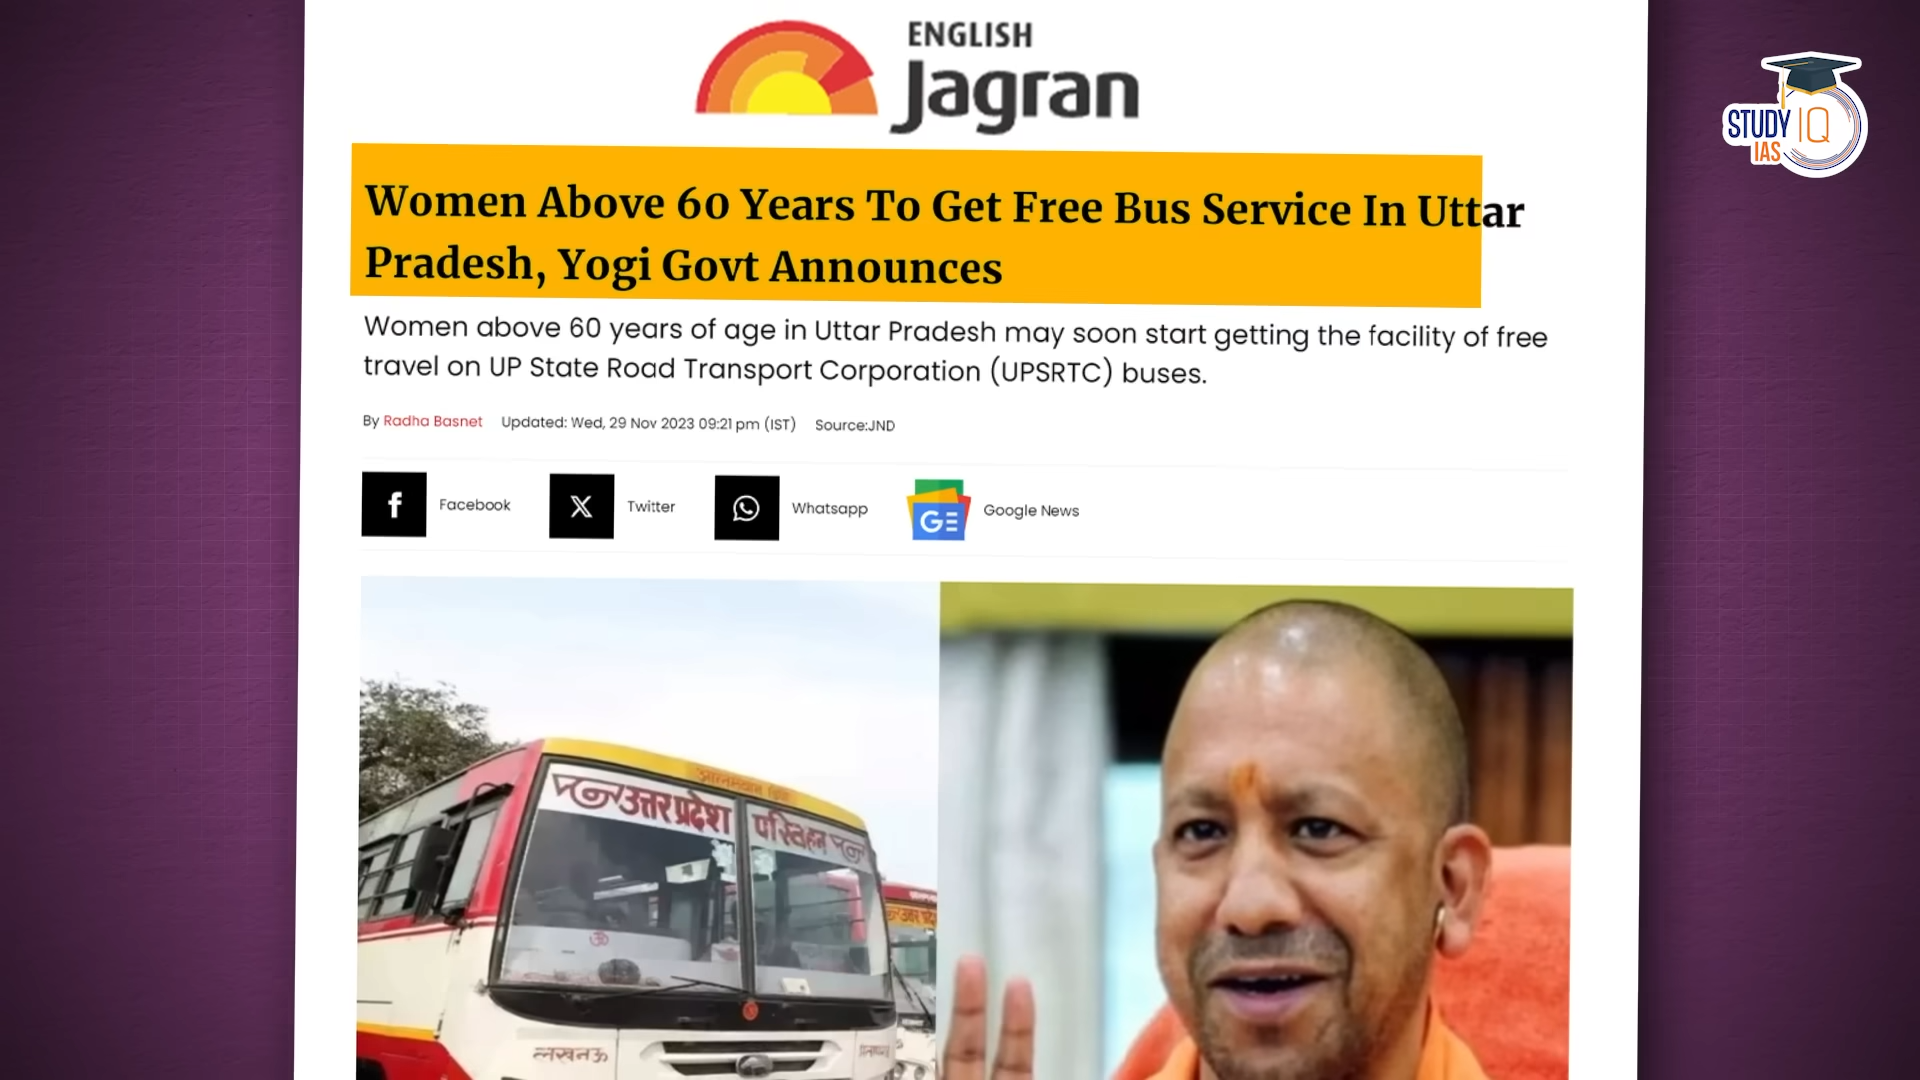 ENGLISH
Jagran
STUDY IQ
IAS
Women Above 60 Years To Get Free Bus Service In Uttar
Pradesh, Yogi Govt Announces
Women above 60 years of age in Uttar Pradesh may soon start getting the facility of free
travel on UP State Road Transport Corporation (UPSRTC) buses.
By Radha Basnet Updated: Wed, 29 Nov 2023 09:21 pm (IST) Source:JND
Facebook Twitter Whatsapp Google News
उत्तर प्रदेश परिवहन
लखनऊ